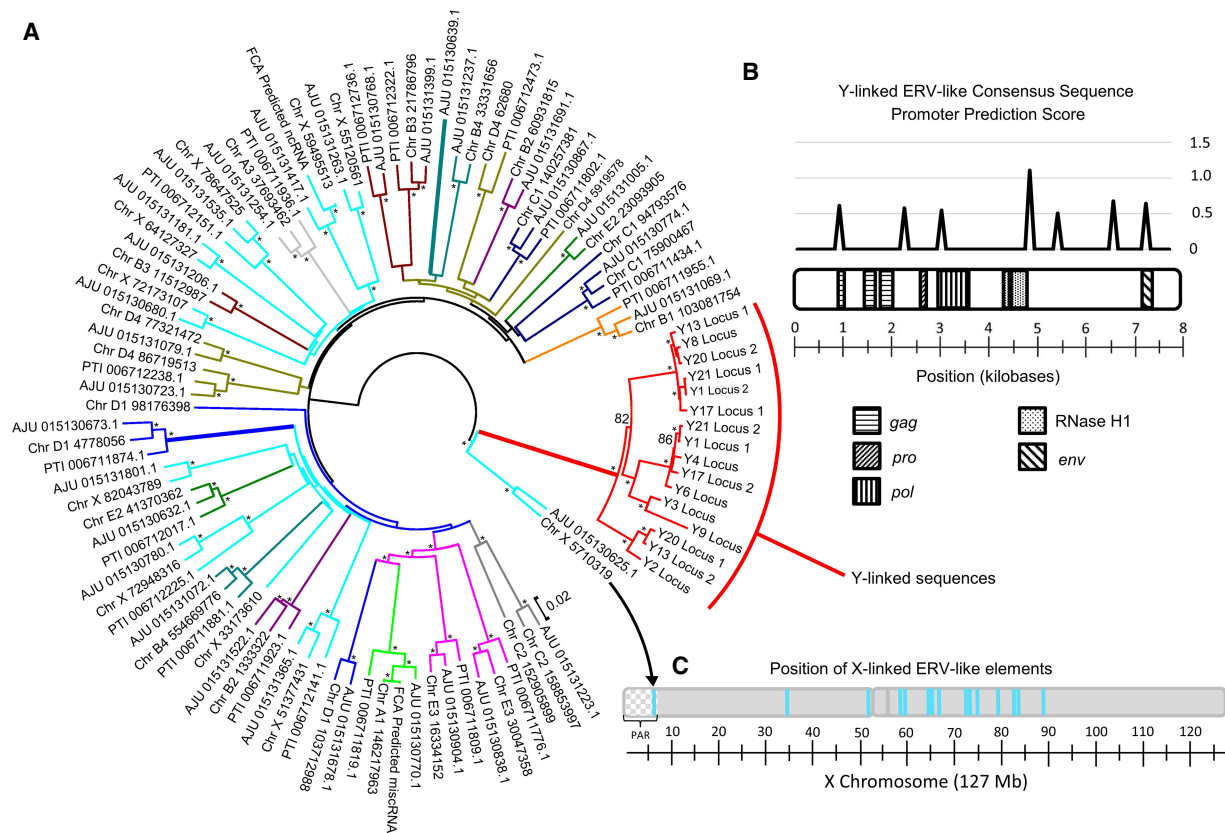 A
FCA Predicted ncRNA
Chr X 59495513
AJU 015131263.1
Chr X 55120561
PTI 006712736.1
AJU 015130768.1
PTI 006712322.1
Chr B3 21786796
AJU 015131399.1
AJU 015130639.1
AJU 015131237.1
Chr B4 33331656
Chr D4 62680
PTI 006712473.1
Chr B2 60931815
AJU 015131691.1
Chr C1 140257381
AJU 015130867.1
PTI 006711802.1
Chr D4 5919578
AJU 015131005.1
Chr E2 23093905
Chr C1 94793576
AJU 015130774.1
Chr C1 75900467
PTI 006711434.1
PTI 006711955.1
AJU 015131069.1
Chr B1 103081754
Y13 Locus 1
Y8 Locus
Y20 Locus 2
Y21 Locus 1
Y1 Locus 2
Y17 Locus 1
Y21 Locus 2
Y1 Locus 1
Y4 Locus
Y17 Locus 2
Y6 Locus
Y3 Locus
Y9 Locus
Y20 Locus 1
Y13 Locus 2
Y2 Locus
82
86
AJU 015130625.1
Chr X 5710319
Y-linked sequences
0.02
AJU 015131417.1
PTI 006711936.1
Chr A3 37693462
AJU 015131254.1
Chr X 78647525
AJU 015131535.1
PTI 006712151.1
AJU 015131181.1
Chr X 64127327
AJU 015131206.1
Chr B3 11512987
Chr X 72173107
AJU 015130680.1
Chr D4 77321472
AJU 015131079.1
Chr D4 86719513
PTI 006712238.1
AJU 015130723.1
Chr D1 98176398
AJU 015130673.1
Chr D1 4778056
PTI 006711874.1
AJU 015131801.1
Chr X 82043789
Chr E2 41370362
AJU 015130632.1
PTI 006712017.1
AJU 015130780.1
Chr X 72948316
PTI 006712225.1
AJU 015131072.1
Chr B4 554669776
PTI 006711881.1
Chr X 33173610
AJU 015131522.1
Chr B2 1333322
PTI 006711923.1
AJU 015131365.1
Chr X 51377431
PTI 006712141.1
Chr D1 103712988
AJU 015131678.1
PTI 006711819.1
Chr A1 146217963
FCA Predicted miscRNA
AJU 015130770.1
Chr E3 16334152
AJU 015130904.1
PTI 006711809.1
AJU 015130838.1
Chr E3 30047358
PTI 006711776.1
Chr C2 152905899
Chr C2 158853997
AJU 015131223.1
B
Y-linked ERV-like Consensus Sequence
Promoter Prediction Score
1.5
1.0
0.5
0
0 1 2 3 4 5 6 7 8
Position (kilobases)
gag
pro
pol
RNase H1
env
C
Position of X-linked ERV-like elements
PAR
10 20 30 40 50 60 70 80 90 100 110 120
X Chromosome (127 Mb)